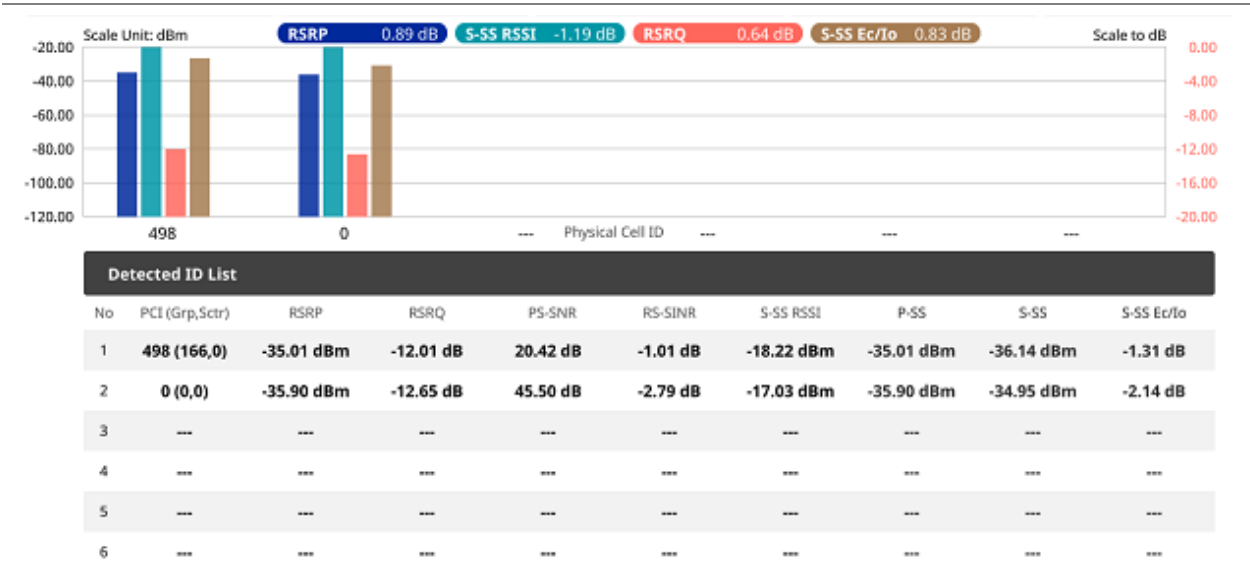 Scale Unit: dBm RSRP 0.89 dB S-SS RSSI -1.19 dB RSRQ 0.64 dB S-SS Ec/Io 0.83 dB Scale to dB
-20.00 0.00
-40.00 -4.00
-60.00 -8.00
-80.00 -12.00
-100.00 -16.00
-120.00 -20.00
498 0 --- Physical Cell ID --- --- ---
Detected ID List
No PCI (Grp,Sctr) RSRP RSRQ PS-SNR RS-SINR S-SS RSSI P-SS S-SS S-SS Ec/Io
1 498 (166,0) -35.01 dBm -12.01 dB 20.42 dB -1.01 dB -18.22 dBm -35.01 dBm -36.14 dBm -1.31 dB
2 0 (0,0) -35.90 dBm -12.65 dB 45.50 dB -2.79 dB -17.03 dBm -35.90 dBm -34.95 dBm -2.14 dB
3 --- --- --- --- --- --- --- --- ---
4 --- --- --- --- --- --- --- --- ---
5 --- --- --- --- --- --- --- --- ---
6 --- --- --- --- --- --- --- --- ---